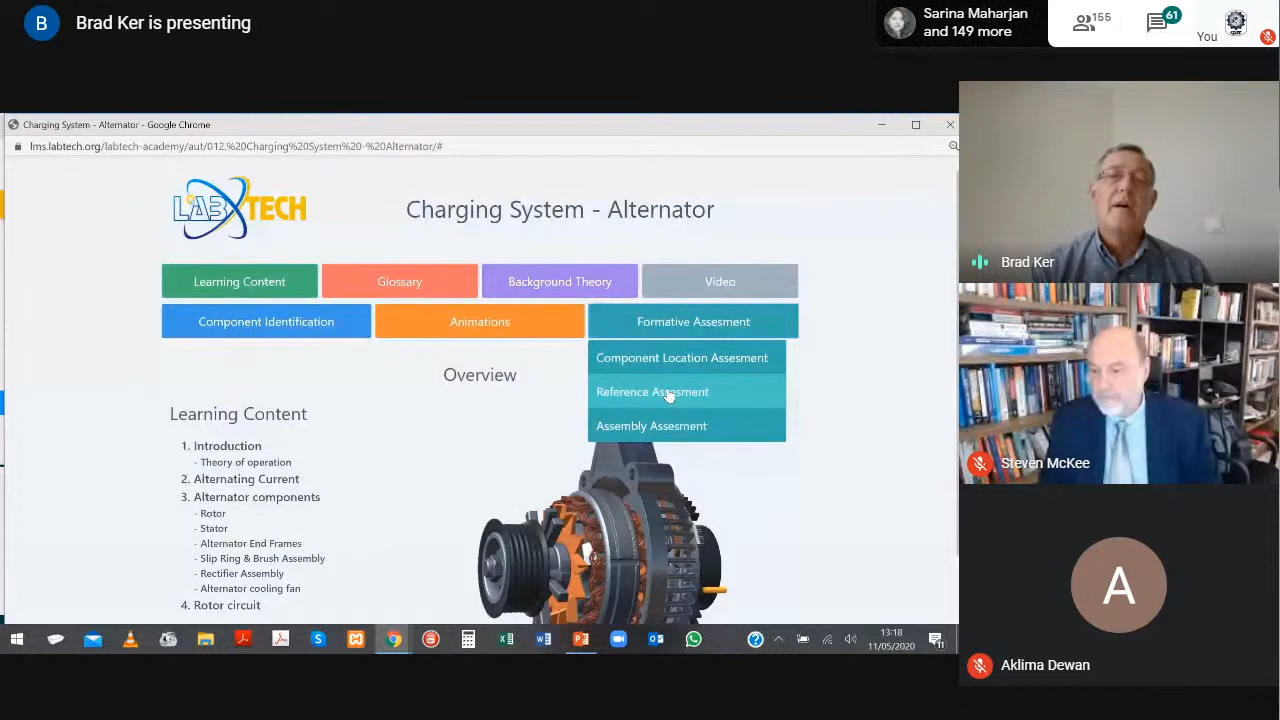 B
Brad Ker is presenting
Sarina Maharjan
and 149 more
155
61
You
Charging System - Alternator - Google Chrome
lms.labtech.org/labtech-academy/aut/012.%20Charging%20System%20-%20Alternator/#
LABTECH
Charging System - Alternator
Learning Content
Glossary
Background Theory
Video
Component Identification
Animations
Formative Assesment
Component Location Assesment
Reference Assesment
Assembly Assesment
Overview
Learning Content
1. Introduction
- Theory of operation
2. Alternating Current
3. Alternator components
- Rotor
- Stator
- Alternator End Frames
- Slip Ring & Brush Assembly
- Rectifier Assembly
- Alternator cooling fan
4. Rotor circuit
13:18
11/05/2020
11
Brad Ker
Steven McKee
A
Aklima Dewan